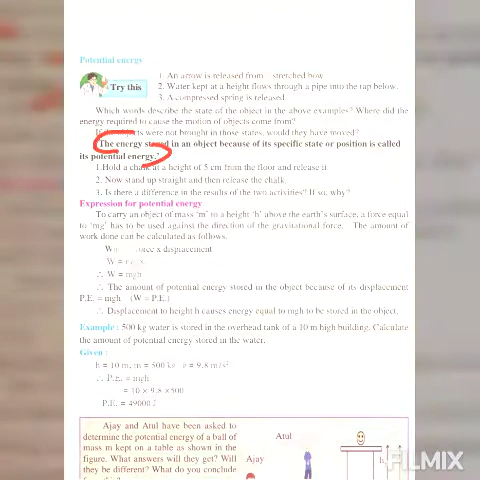 Potential energy
1. An arrow is released from stretched bow
Try this
2. Water kept at a height flows through a pipe into the tap below.
3. A compressed spring is released.
Which words describe the state of the object in the above examples? Where did the
energy required to cause the motion of objects come from?
If the objects were not brought in those states, would they have moved?
'The energy stored in an object because of its specific state or position is called
its potential energy.'
1.Hold a chalk at a height of 5 cm from the floor and release it
2. Now stand up straight and then release the chalk.
3. Is there a difference in the results of the two activities? If so, why?
Expression for potential energy
To carry an object of mass 'm' to a height 'h' above the earth's surface, a force equal
to 'mg' has to be used against the direction of the gravitational force. The amount of
work done can be calculated as follows.
x displacement
W =
∴ W = mgh
∴ The amount of potential energy stored in the object because of its displacement
P.E. = mgh (W = P.E.)
∴ Displacement to height h causes energy equal to mgh to be stored in the object.
Example : 500 kg water is stored in the overhead tank of a 10 m high building. Calculate
the amount of potential energy stored in the water.
Given :
h = 10 m, m = 500 kg = 9.8 m/s²
∴ P.E. = mgh
= 10 × 9.8 ×500
P.E. = 49000 J
Ajay and Atul have been asked to
determine the potential energy of a ball of
mass m kept on a table as shown in the
figure. What answers will they get? Will
they be different? What do you conclude
Atul
Ajay
h
FILMIX